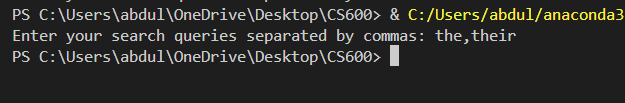 PS C:\Users\abdul\OneDrive\Desktop\CS600> & C:/Users/abdul/anaconda3
Enter your search queries separated by commas: the,their
PS C:\Users\abdul\OneDrive\Desktop\CS600>